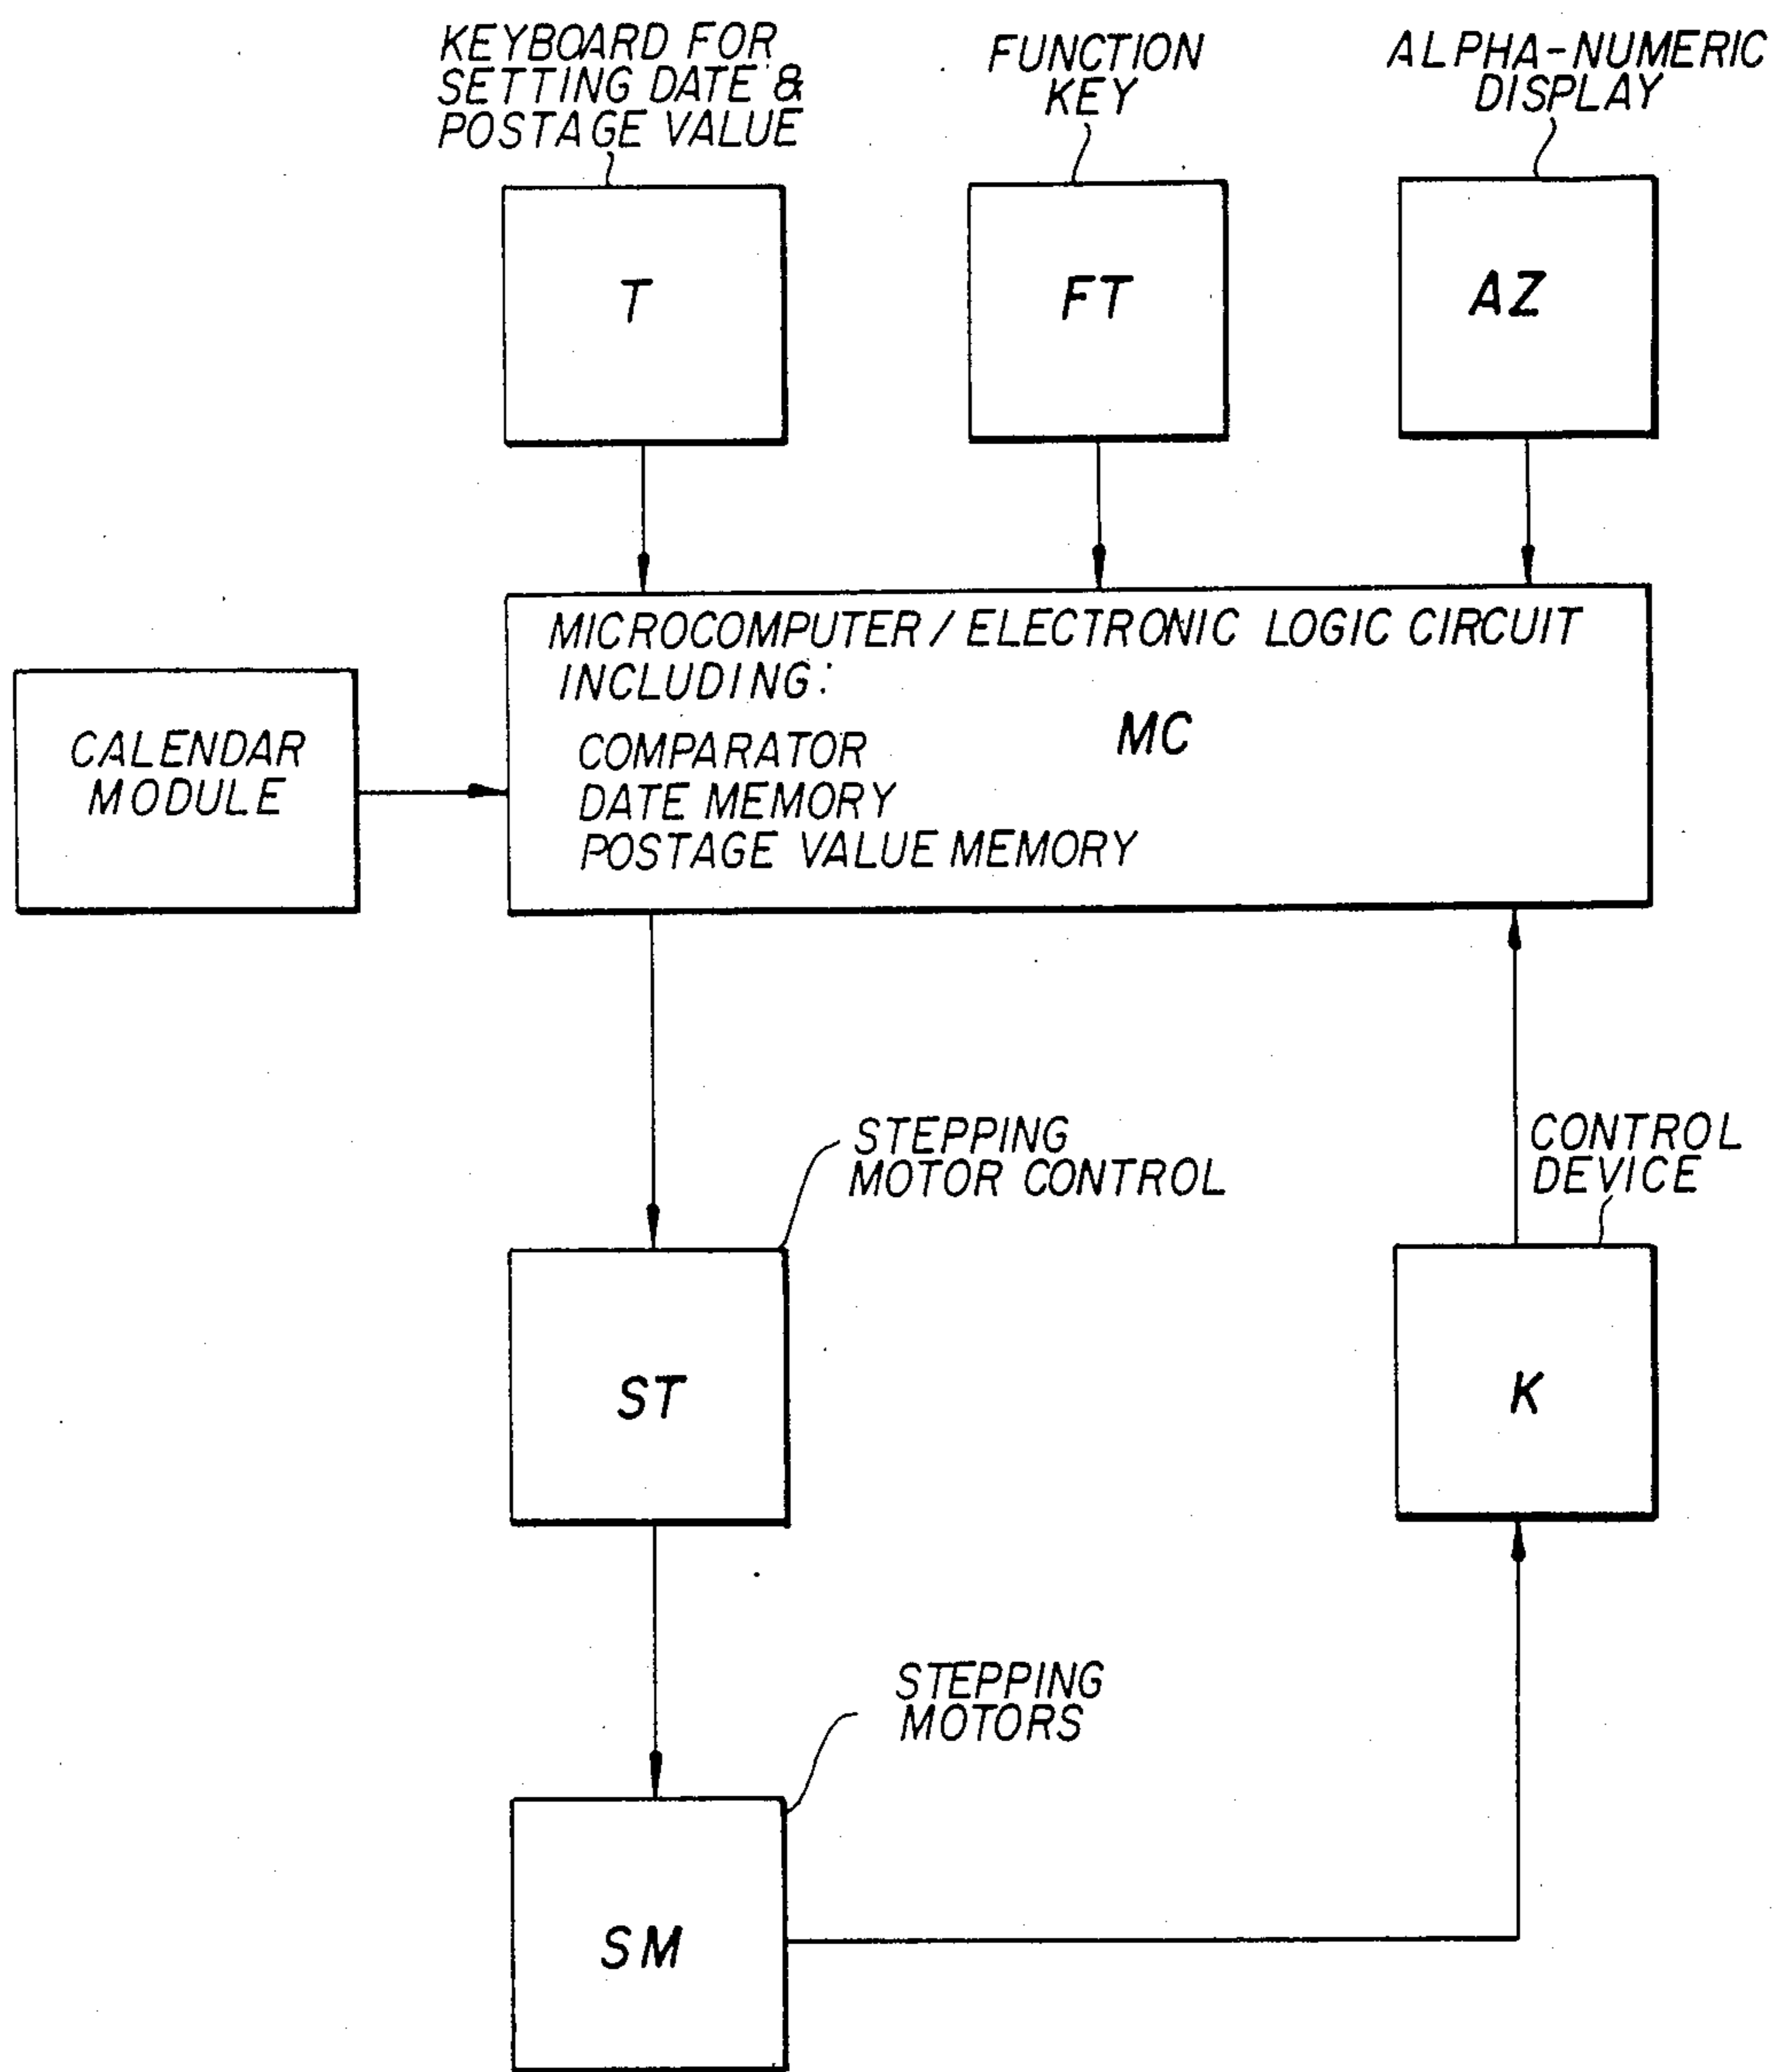 KEYBOARD FOR
SETTING DATE &
POSTAGE VALUE
FUNCTION
KEY
ALPHA-NUMERIC
DISPLAY
T
FT
AZ
MICROCOMPUTER / ELECTRONIC LOGIC CIRCUIT
INCLUDING:
MC
COMPARATOR
DATE MEMORY
POSTAGE VALUE MEMORY
CALENDAR
MODULE
STEPPING
MOTOR CONTROL
CONTROL
DEVICE
ST
K
STEPPING
MOTORS
SM